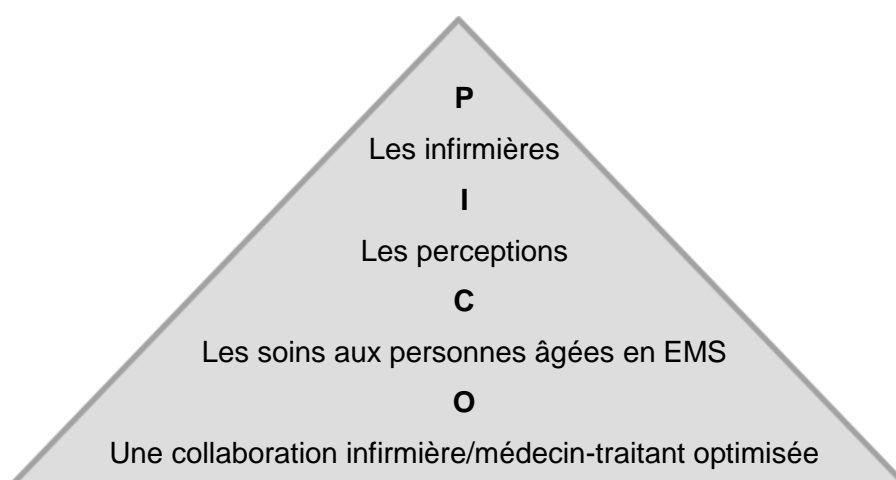 P
Les infirmières
I
Les perceptions
C
Les soins aux personnes âgées en EMS
O
Une collaboration infirmière/médecin-traitant optimisée